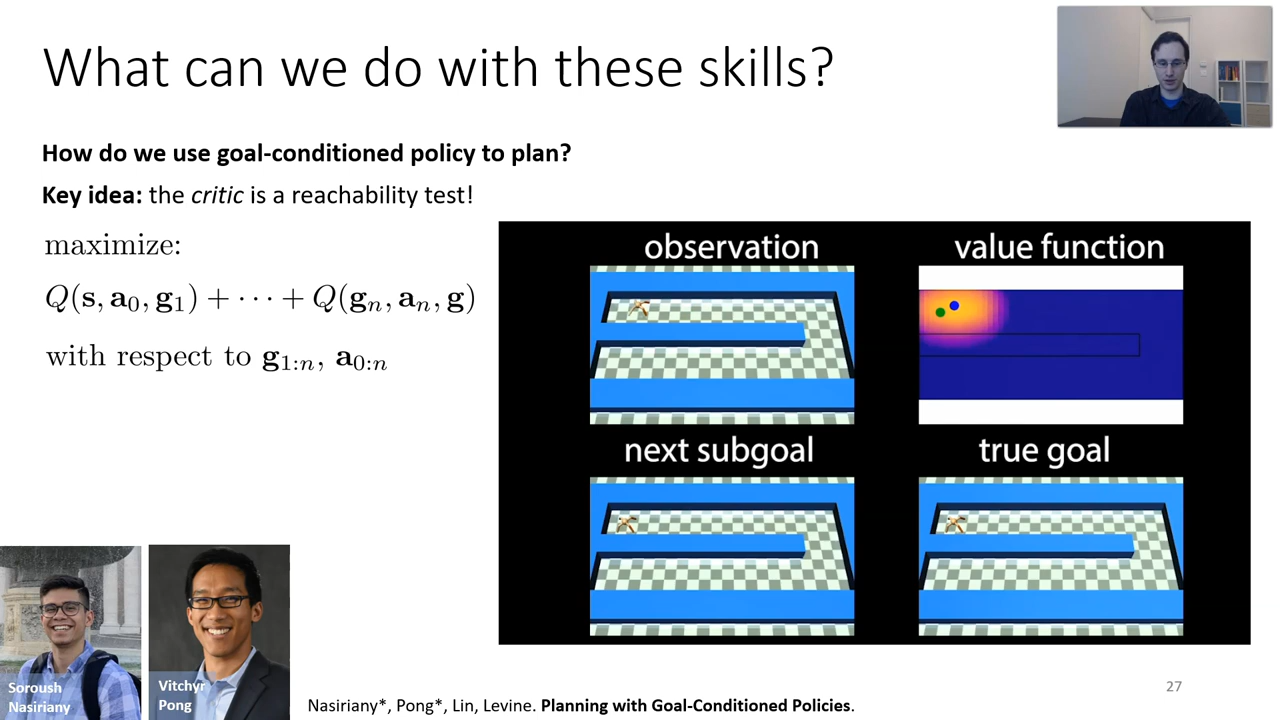 What can we do with these skills?
How do we use goal-conditioned policy to plan?
Key idea: the critic is a reachability test!
maximize:
Q(s, a₀, g₁) + ··· + Q(gₙ, aₙ, g)
with respect to g₁:ₙ, a₀:ₙ
observation
value function
next subgoal
true goal
Soroush
Nasiriany
Vitchyr
Pong
Nasiriany*, Pong*, Lin, Levine. Planning with Goal-Conditioned Policies.
27